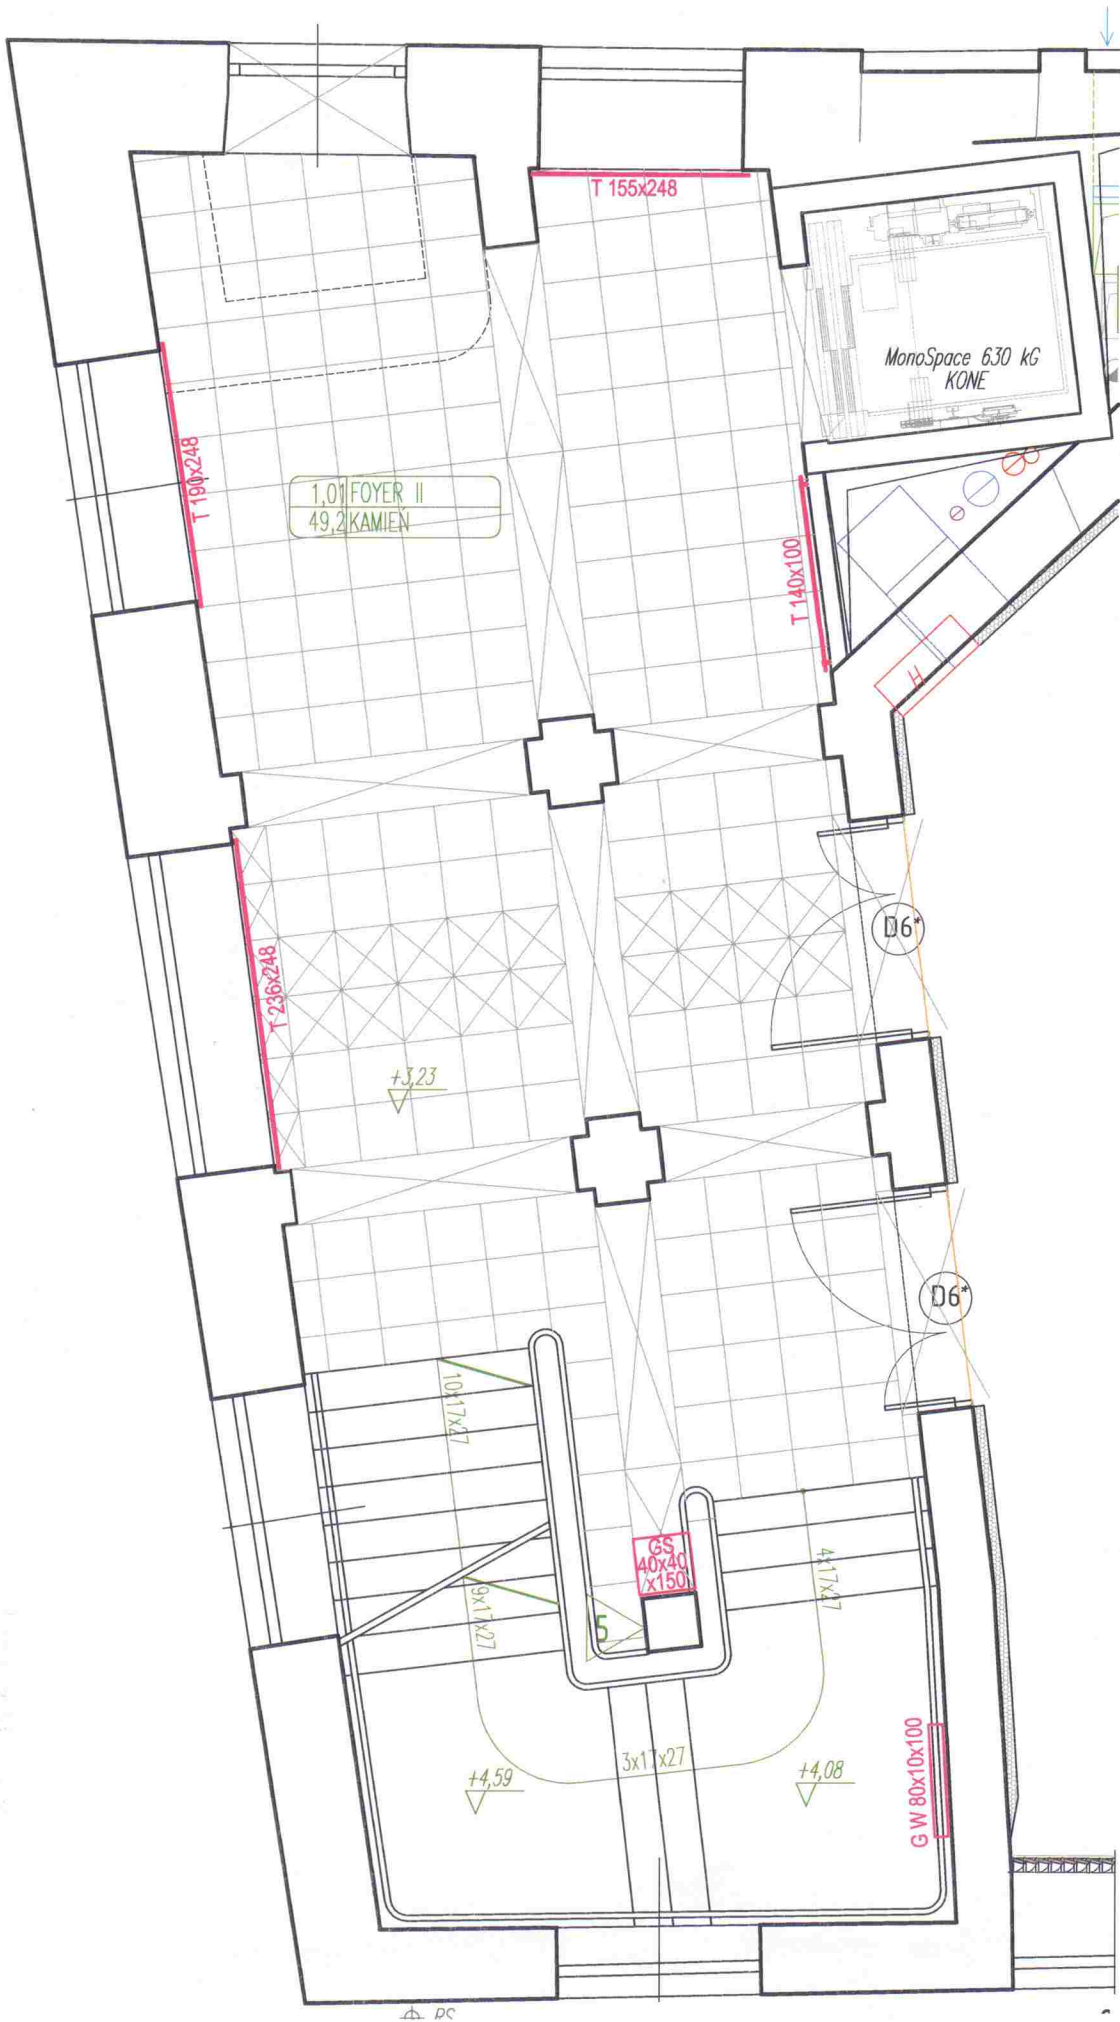 T 155x248
MonoSpace 630 kG
KONE
T 190x248
1,01 FOYER II
49,2 KAMIEŃ
T 140x100
H
D6*
T 236x248
+3,23
D6*
10x17x27
GS
40x40
x150
4x17x27
9x17x27
5
3x17x27
+4,59
+4,08
G W 80x10x100